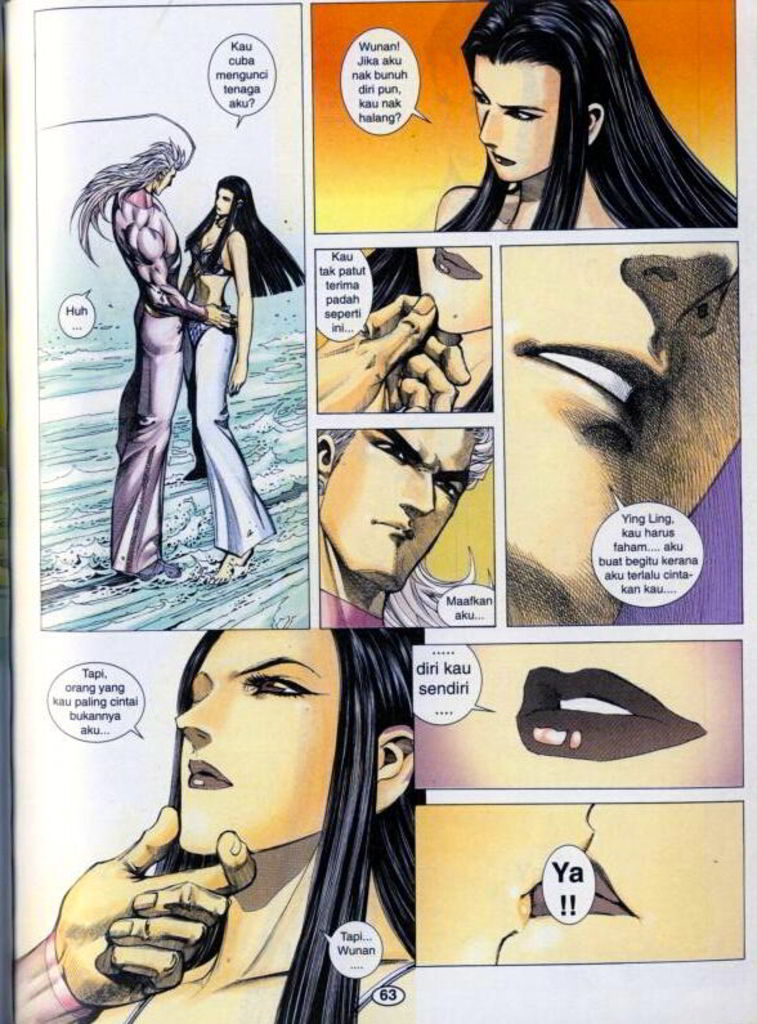 Kau
cuba
mengunci
tenaga
aku?
Huh
...
Wunan!
Jika aku
nak bunuh
diri pun,
kau nak
halang?
Kau
tak patut
terima
padah
seperti
ini...
Maafkan
aku...
Ying Ling,
kau harus
faham.... aku
buat begitu kerana
aku terlalu cinta-
kan kau....
Tapi,
orang yang
kau paling cintai
bukannya
aku...
.....
diri kau
sendiri
....
Ya
!!
Tapi...
Wunan
....
63